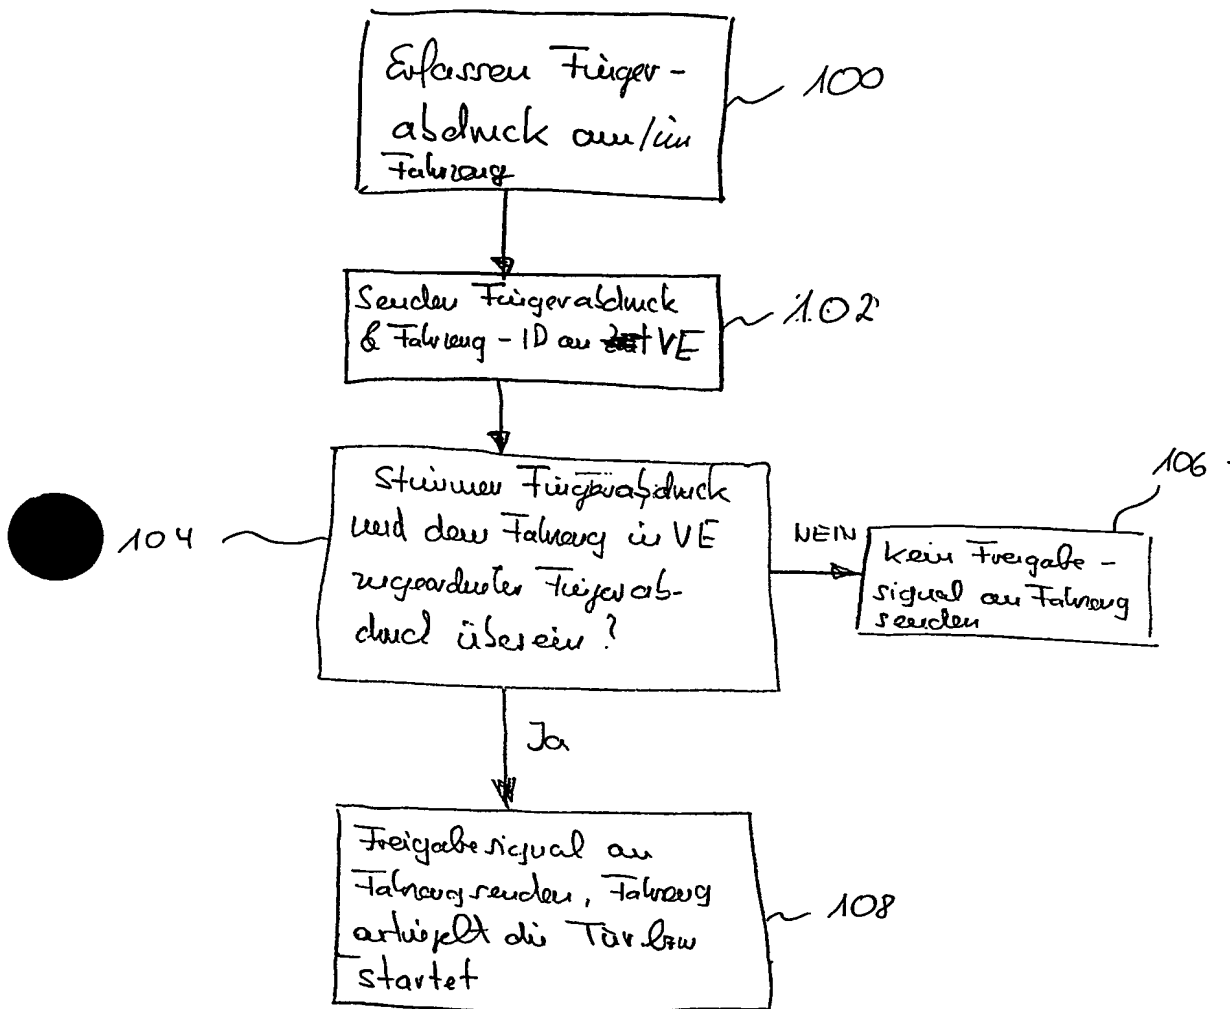 Erfassen Finger-
abdruck am/im
Fahrzeug
100
Senden Fingerabdruck
& Fahrzeug-ID an VE
102
Stimmen Fingerabdruck
und dem Fahrzeug in VE
zugeordneter Fingerab-
druck überein?
104
NEIN
106
kein Freigabe-
signal an Fahrzeug
senden
Ja
Freigabesignal an
Fahrzeug senden, Fahrzeug
entriegelt die Tür bzw
startet
108